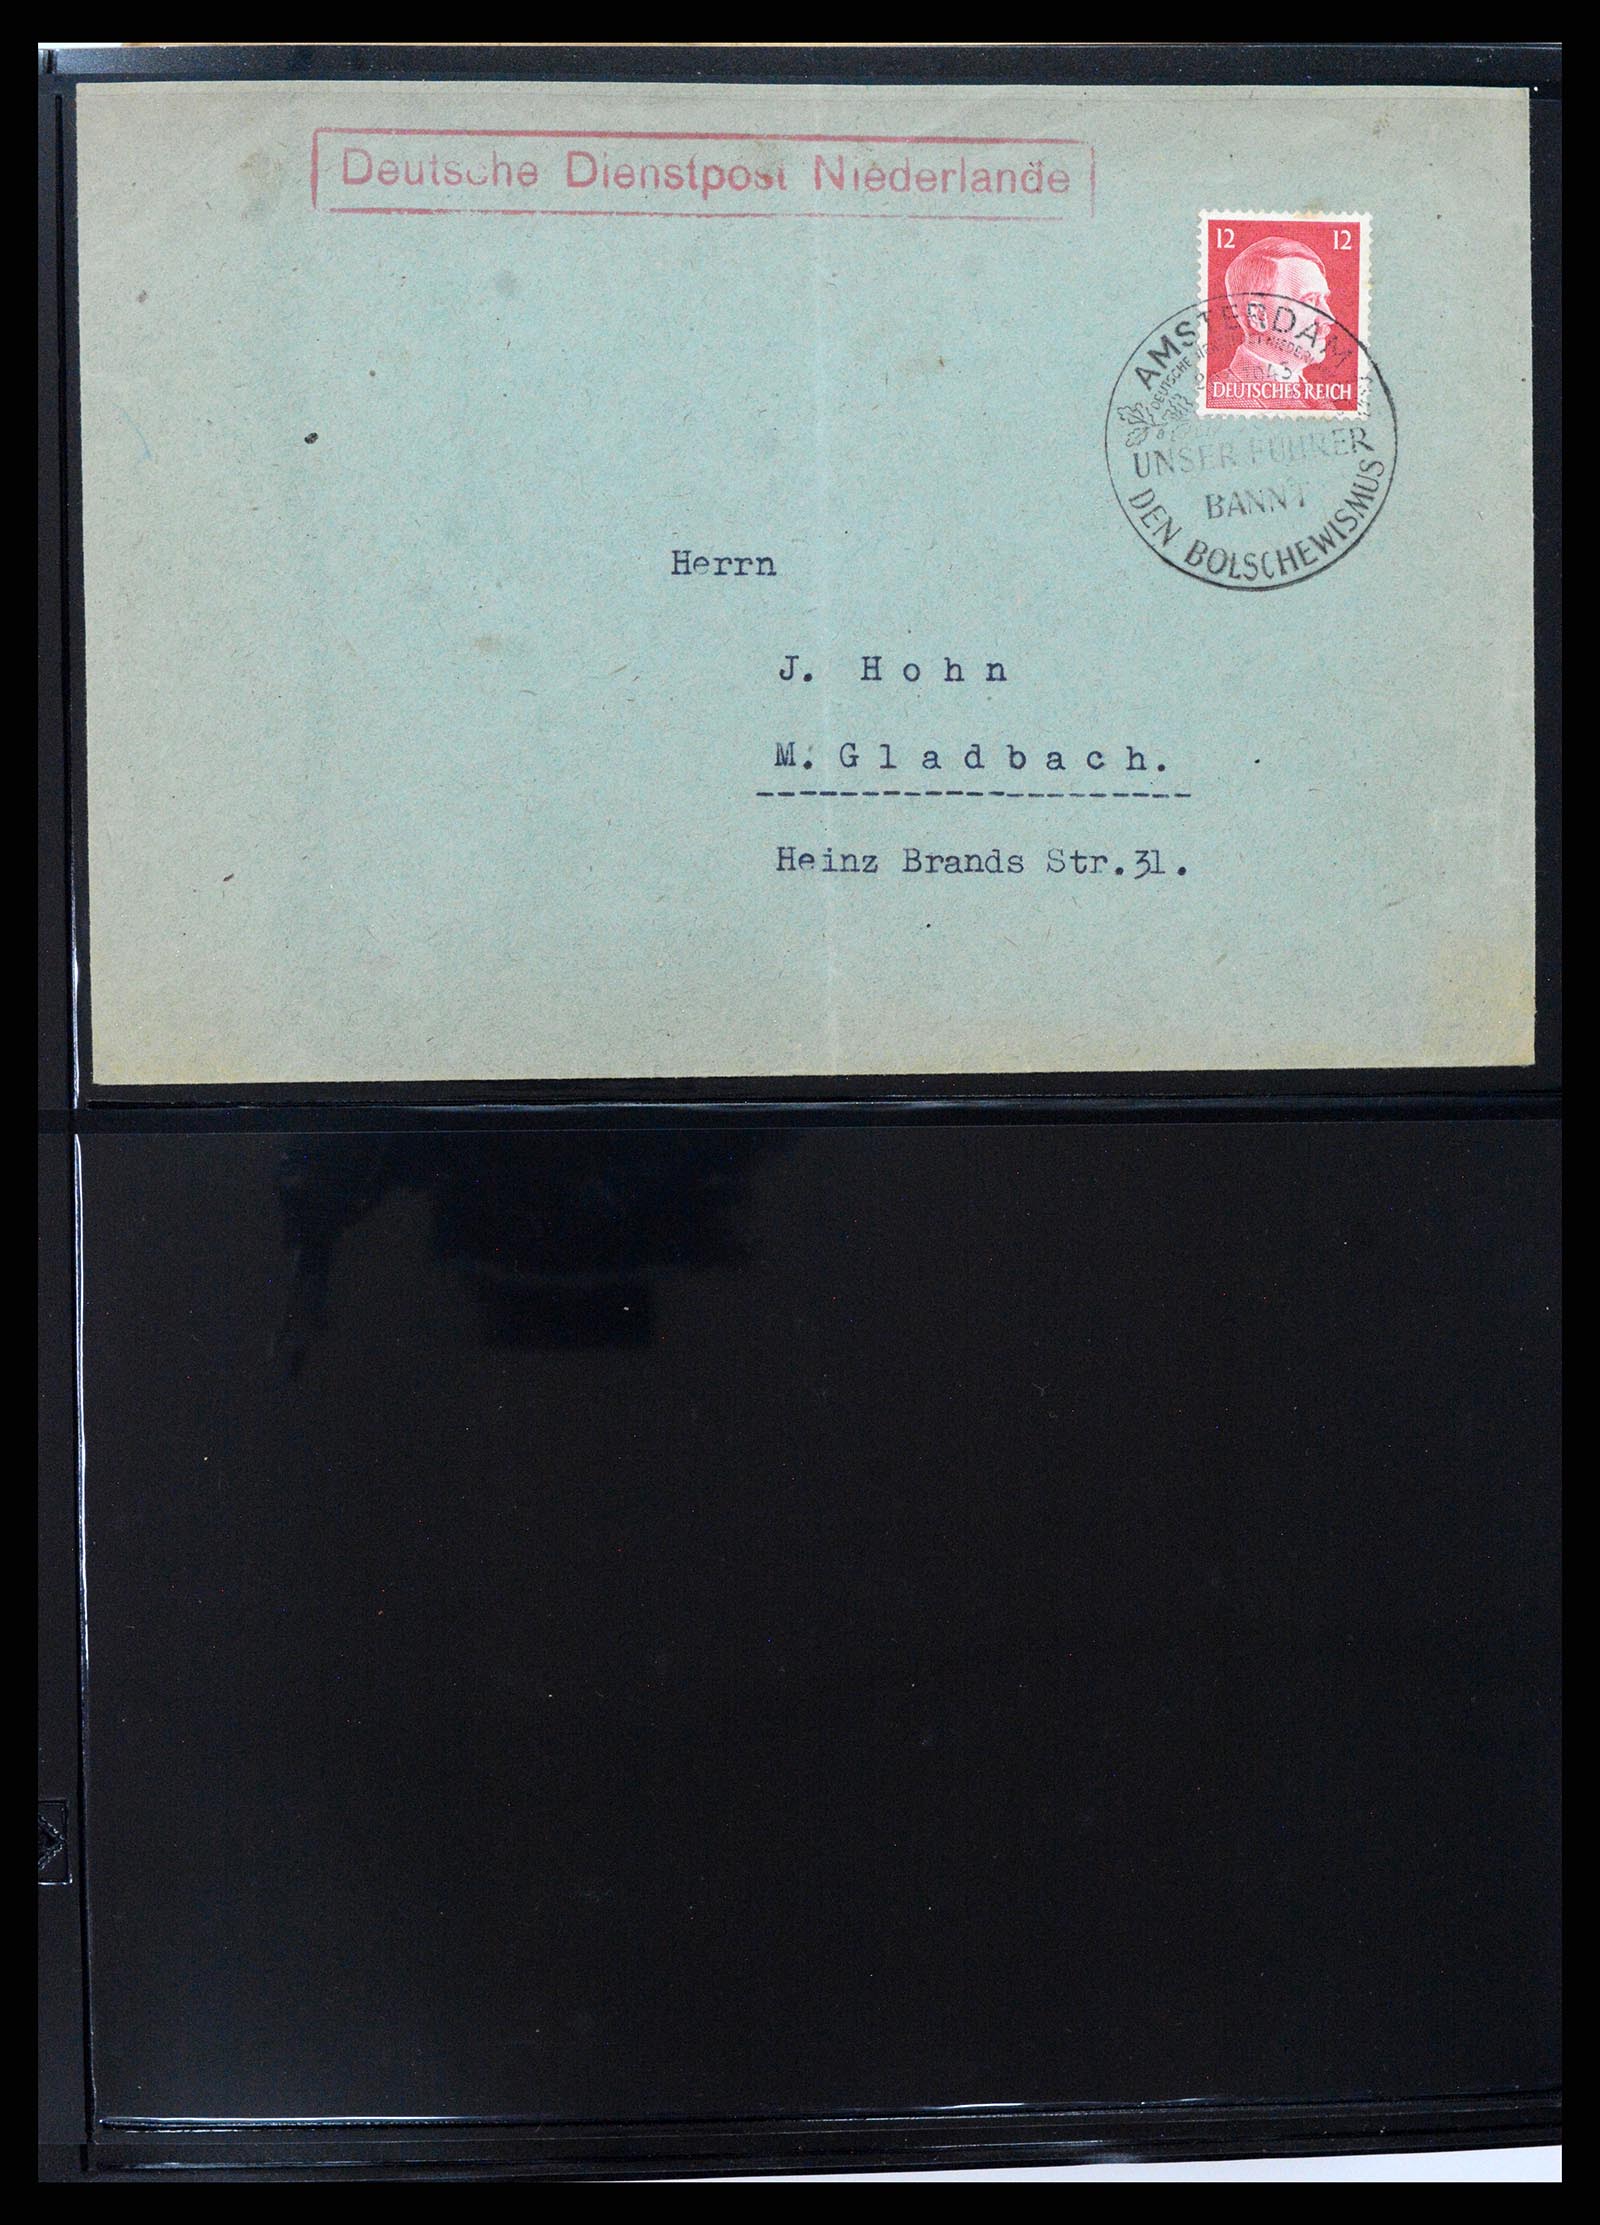 Deutsche Dienstpost Niederlande
12 12
DEUTSCHES REICH
AMSTERDAM
UNSER FÜHRER
BANNT
DEN BOLSCHEWISMUS
Herrn
J. Hohn
M. Gladbach.
Heinz Brands Str.31.